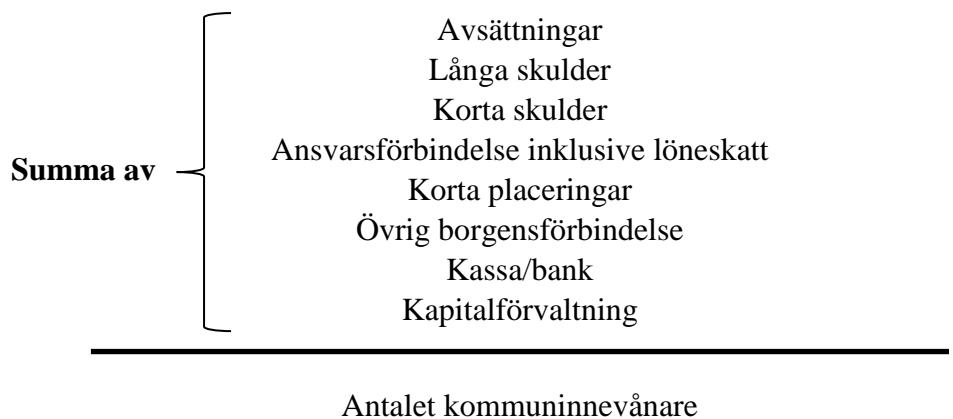 Avsättningar
Långa skulder
Korta skulder
Ansvarsförbindelse inklusive löneskatt
Summa av
Korta placeringar
Övrig borgensförbindelse
Kassa/bank
Kapitalförvaltning
Antalet kommuninnevånare